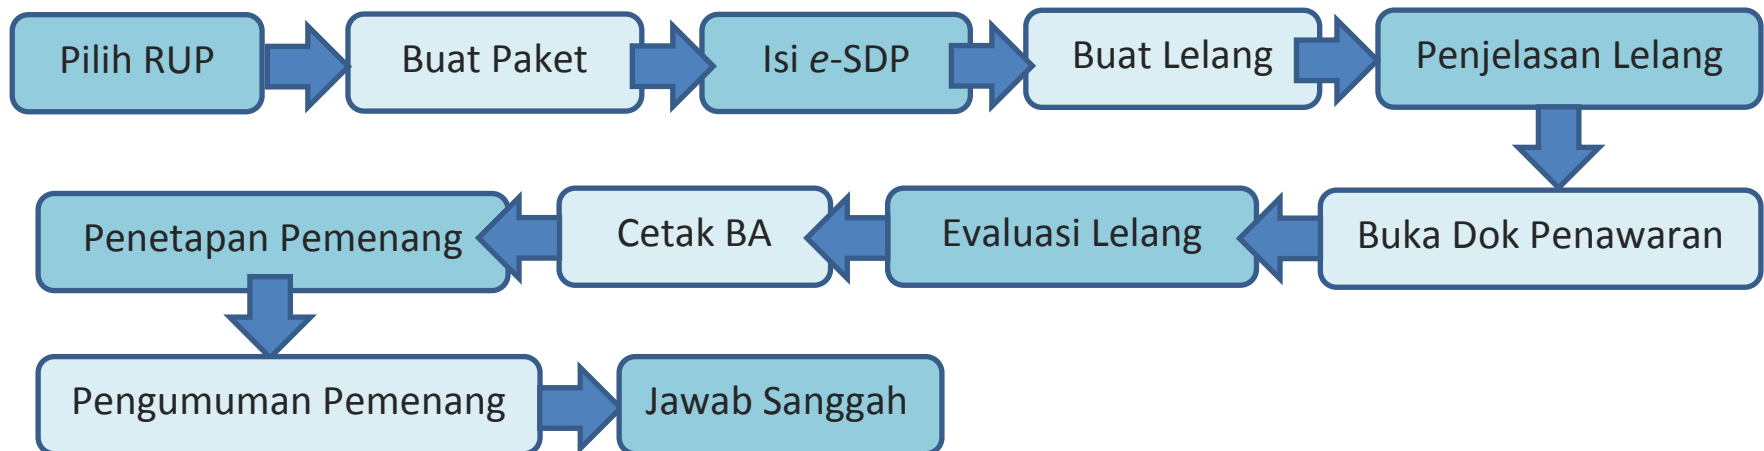 Pilih RUP
Buat Paket
Isi e-SDP
Buat Lelang
Penjelasan Lelang
Buka Dok Penawaran
Evaluasi Lelang
Cetak BA
Penetapan Pemenang
Pengumuman Pemenang
Jawab Sanggah